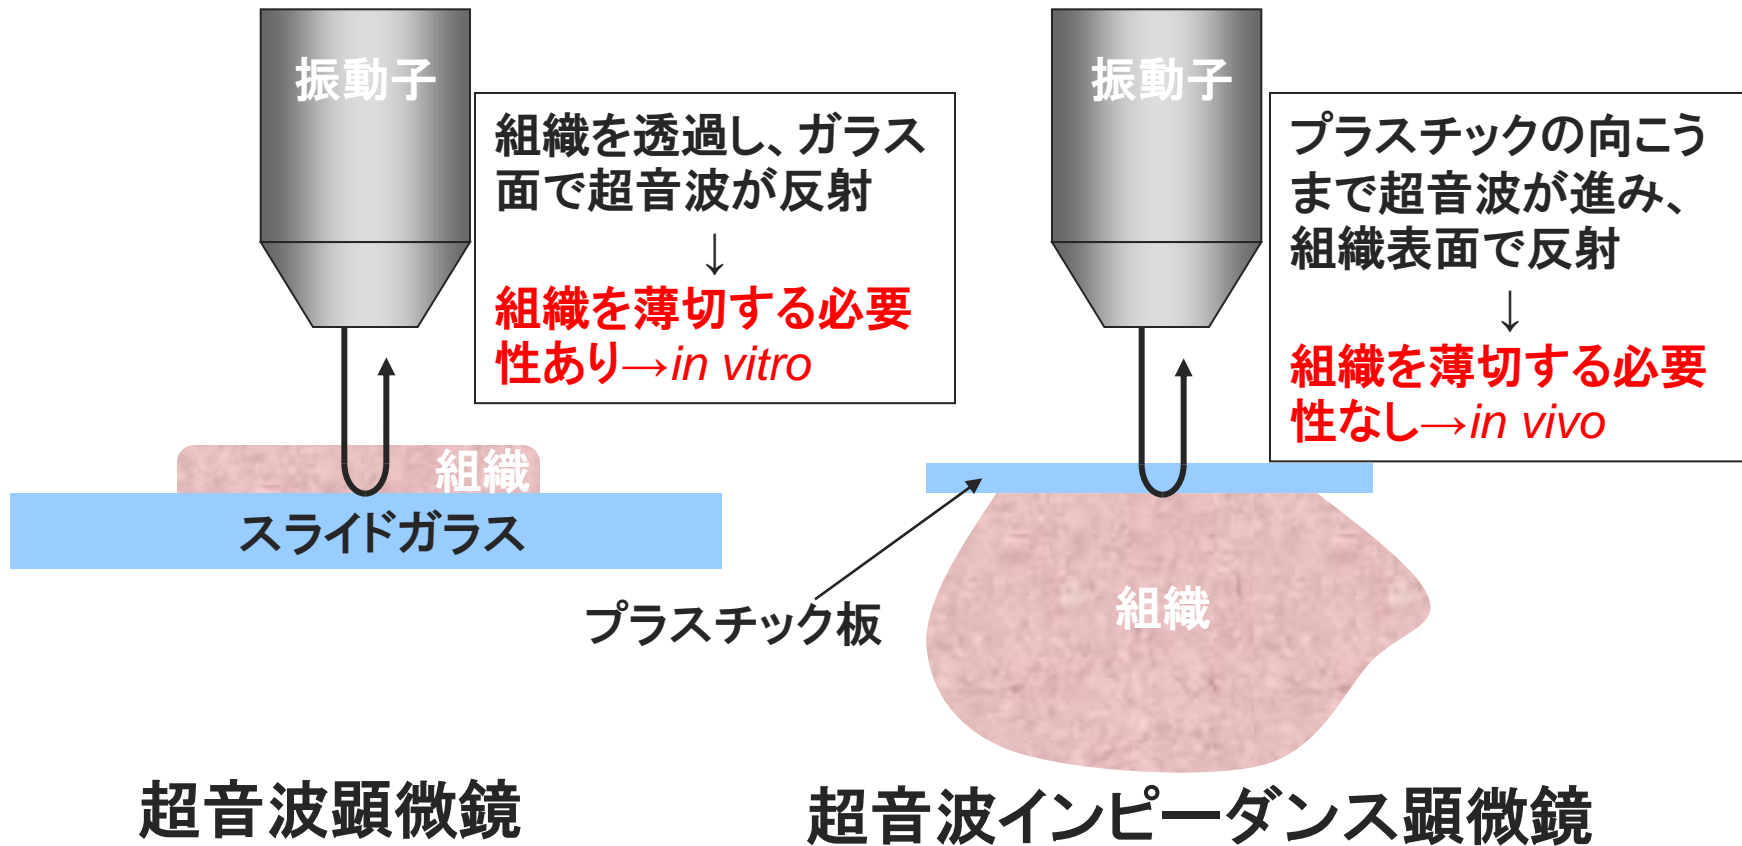 振動子
組織を透過し、ガラス
面で超音波が反射
↓
組織を薄切する必要
性あり→in vitro
組織
スライドガラス
超音波顕微鏡
振動子
プラスチックの向こう
まで超音波が進み、
組織表面で反射
↓
組織を薄切する必要
性なし→in vivo
プラスチック板
組織
超音波インピーダンス顕微鏡